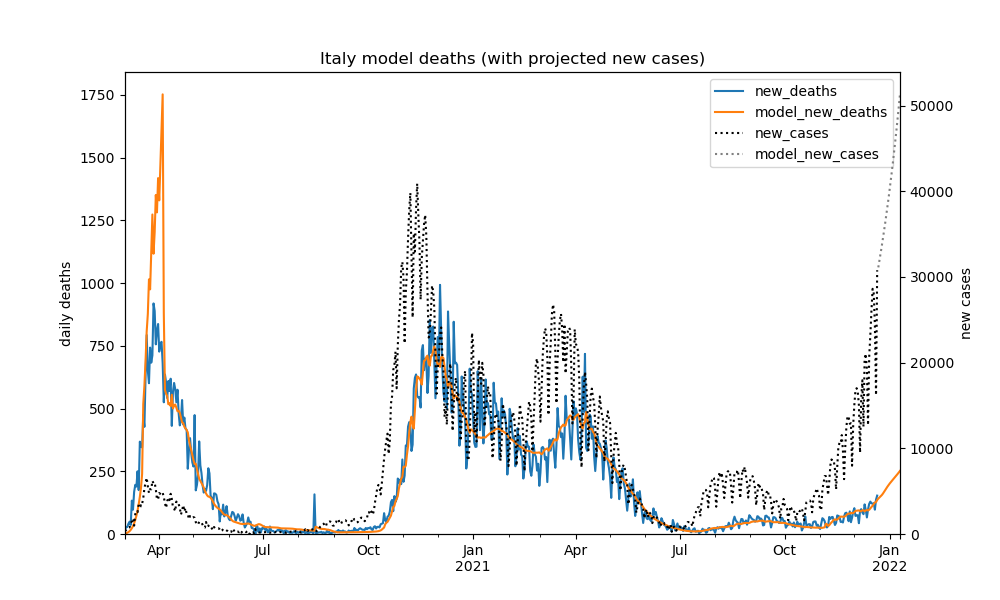 Italy model deaths (with projected new cases)
new_deaths
model_new_deaths
new_cases
model_new_cases
1750
1500
1250
1000
750
500
250
0
daily deaths
50000
40000
30000
20000
10000
0
new cases
Apr
Jul
Oct
Jan
2021
Apr
Jul
Oct
Jan
2022